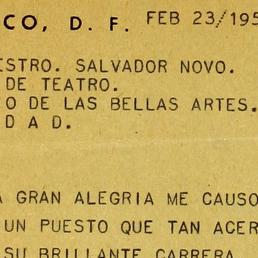 CO, D. F. FEB 23/195
ESTRO. SALVADOR NOVO.
DE TEATRO.
O DE LAS BELLAS ARTES.
D A D.
A GRAN ALEGRIA ME CAUSO
UN PUESTO QUE TAN ACER
SU BRILLANTE CARRERA